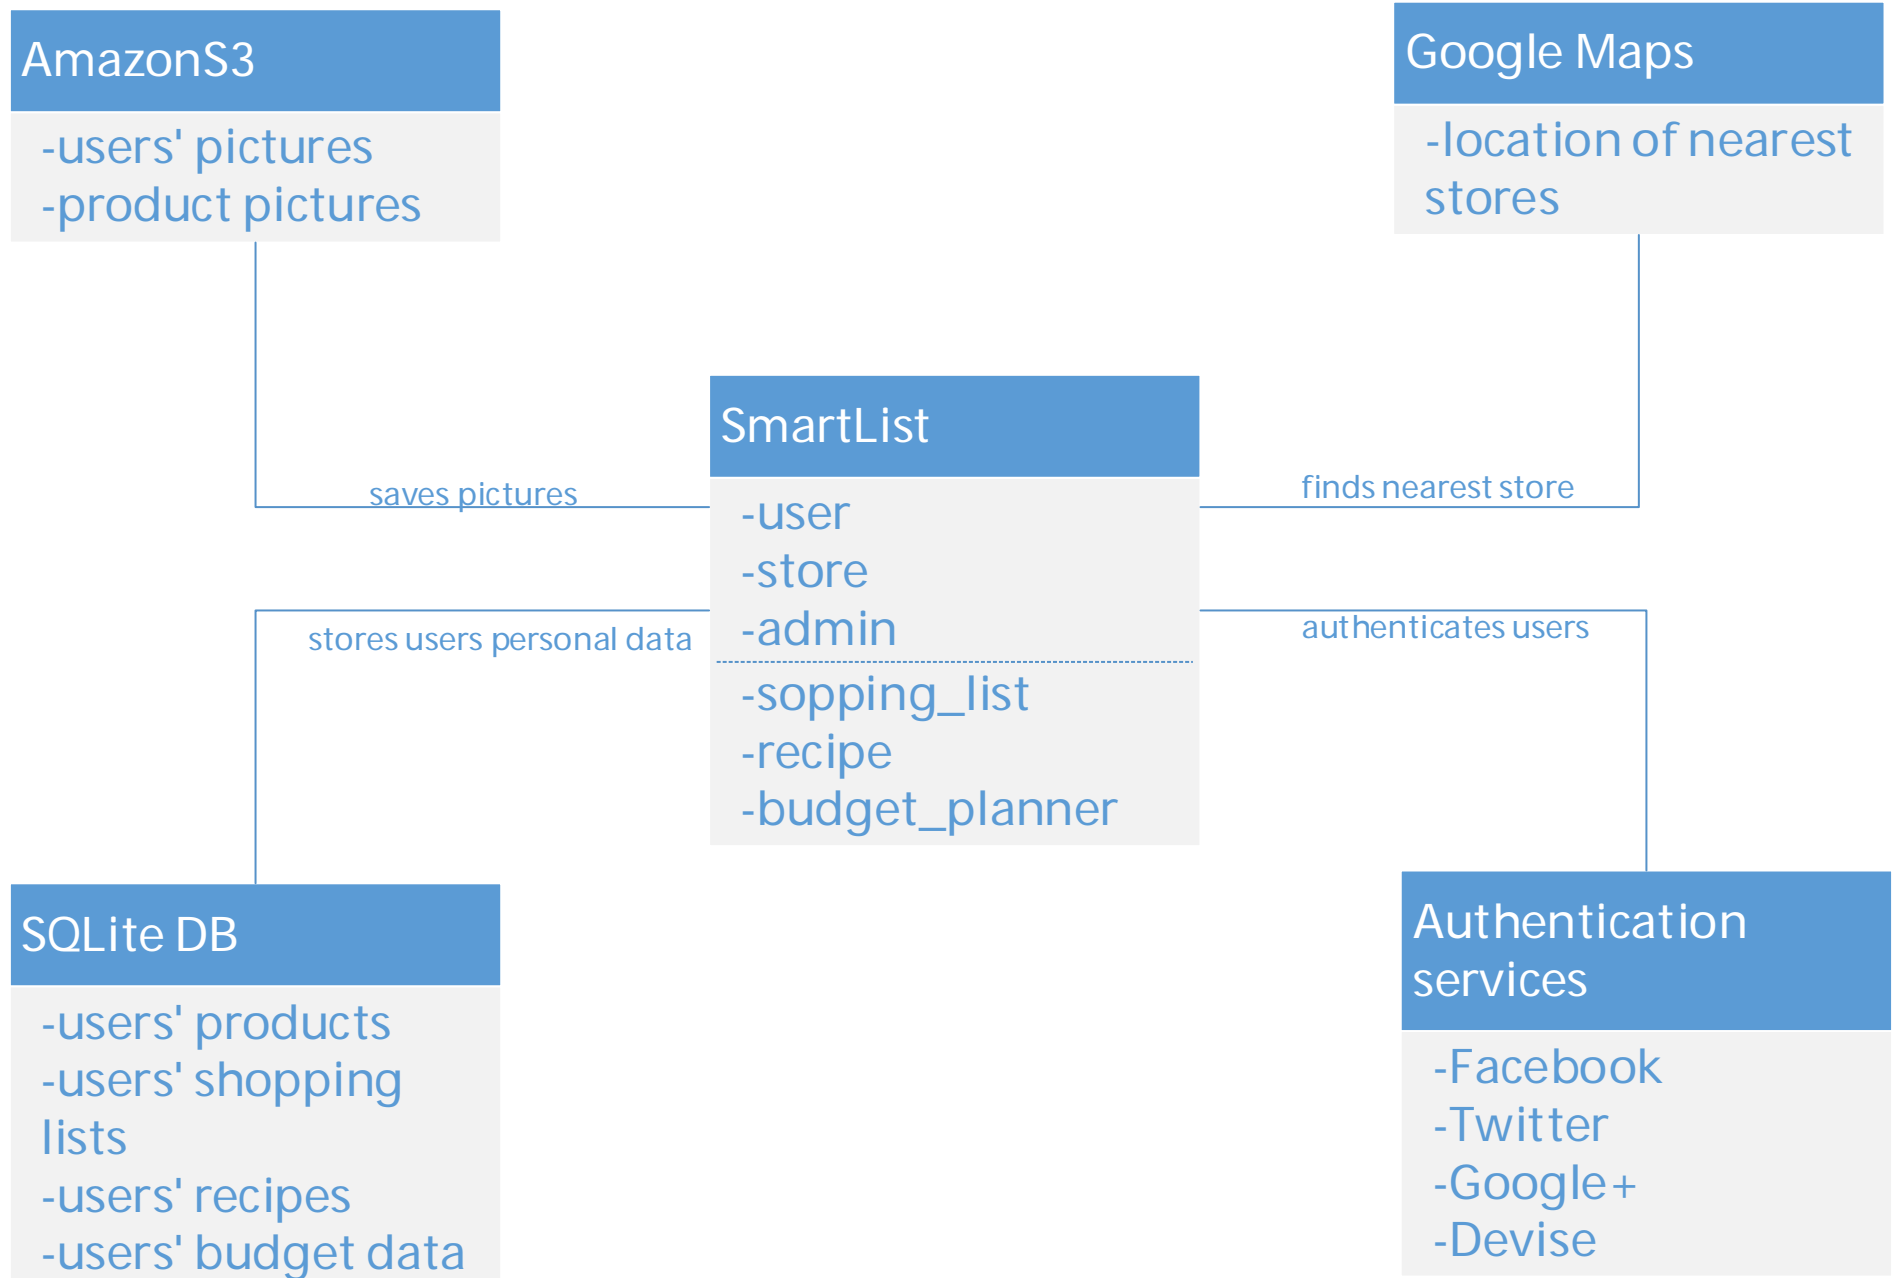 AmazonS3
-users' pictures
-product pictures
Google Maps
-location of nearest
stores
saves pictures
finds nearest store
SmartList
-user
-store
-admin
-sopping_list
-recipe
-budget_planner
stores users personal data
authenticates users
SQLite DB
-users' products
-users' shopping
lists
-users' recipes
-users' budget data
Authentication
services
-Facebook
-Twitter
-Google+
-Devise